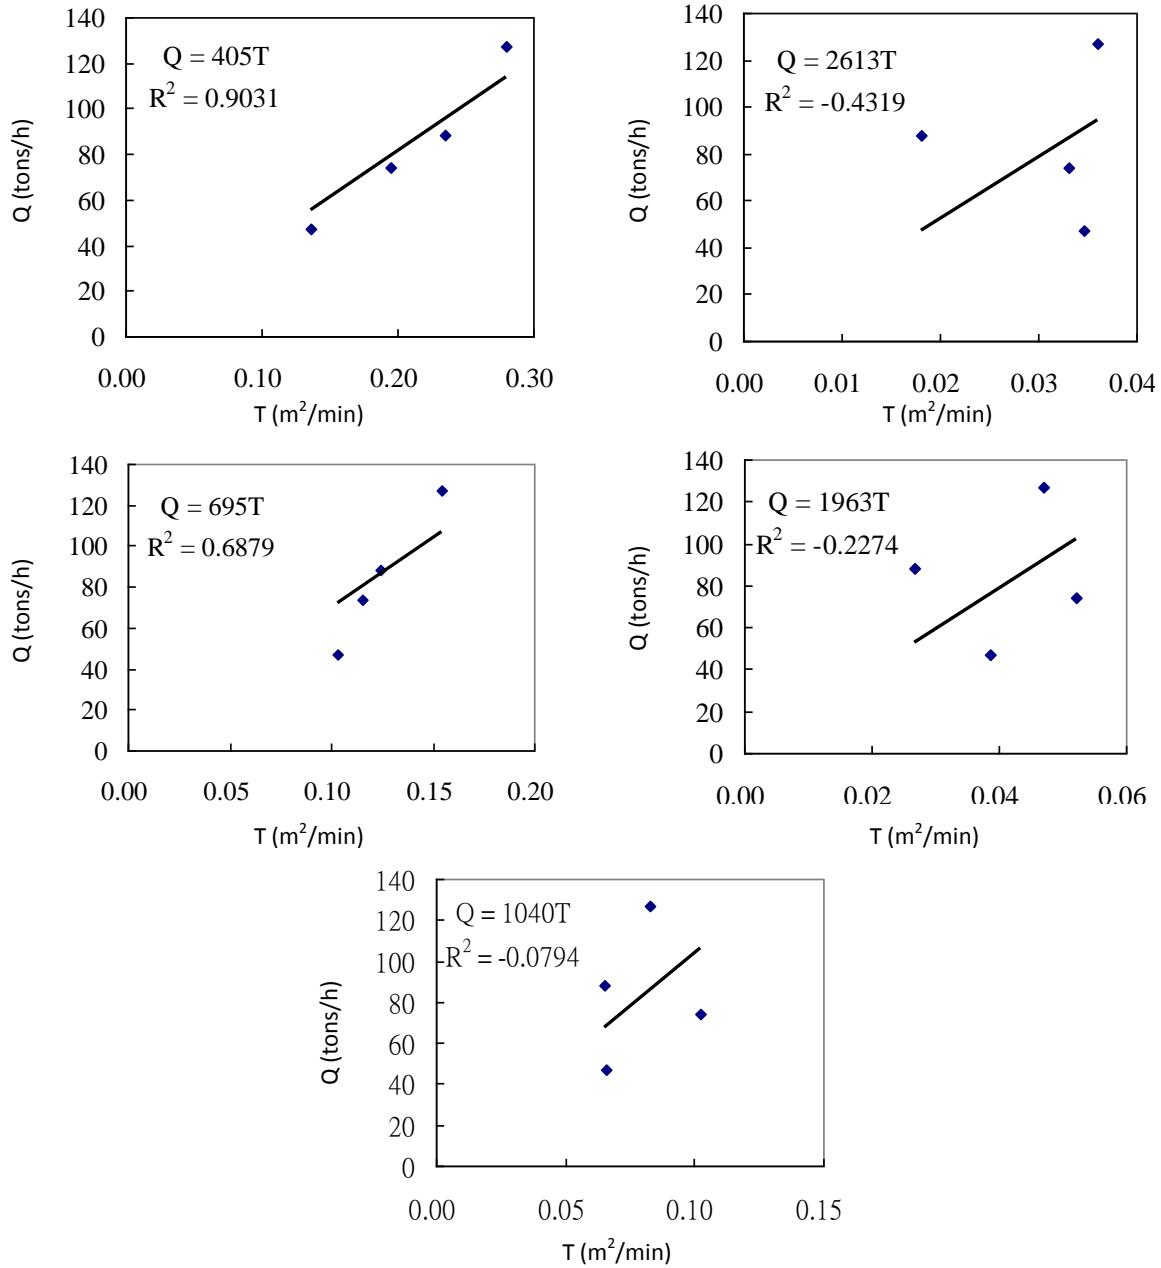 140
120
100
80
60
40
20
0
Q (tons/h)
Q = 405T
R² = 0.9031
0.00 0.10 0.20 0.30
T (m²/min)
140
120
100
80
60
40
20
0
Q (tons/h)
Q = 2613T
R² = -0.4319
0.00 0.01 0.02 0.03 0.04
T (m²/min)
140
120
100
80
60
40
20
0
Q (tons/h)
Q = 695T
R² = 0.6879
0.00 0.05 0.10 0.15 0.20
T (m²/min)
140
120
100
80
60
40
20
0
Q (tons/h)
Q = 1963T
R² = -0.2274
0.00 0.02 0.04 0.06
T (m²/min)
140
120
100
80
60
40
20
0
Q (tons/h)
Q = 1040T
R² = -0.0794
0.00 0.05 0.10 0.15
T (m²/min)